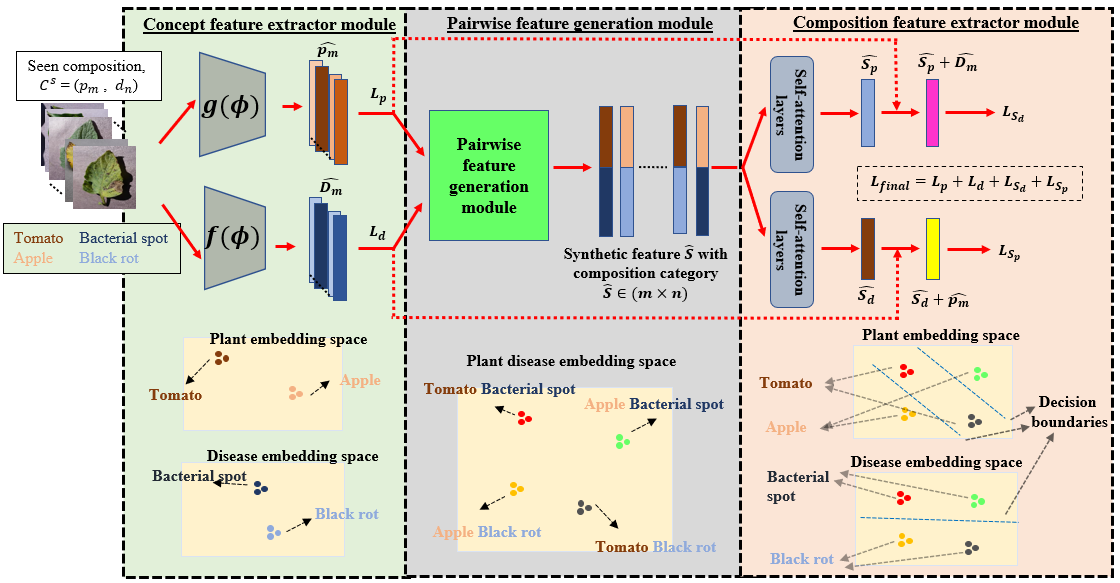 Concept feature extractor module
Pairwise feature generation module
Composition feature extractor module
Seen composition,
C^s = (p_m , d_n)
g(ϕ)
\widehat{p_m}
L_p
f(ϕ)
\widehat{D_m}
L_d
Tomato Bacterial spot
Apple Black rot
Pairwise
feature
generation
module
Synthetic feature \widehat{S} with
composition category
\widehat{S} ∈ (m × n)
Self-attention
layers
\widehat{S_p}
\widehat{S_p} + \widehat{D_m}
L_{S_d}
L_{final} = L_p + L_d + L_{S_d} + L_{S_p}
Self-attention
layers
\widehat{S_d}
\widehat{S_d} + \widehat{p_m}
L_{S_p}
Plant embedding space
Tomato
Apple
Disease embedding space
Bacterial spot
Black rot
Plant disease embedding space
Tomato Bacterial spot
Apple Bacterial spot
Apple Black rot
Tomato Black rot
Plant embedding space
Tomato
Apple
Decision
boundaries
Disease embedding space
Bacterial
spot
Black rot